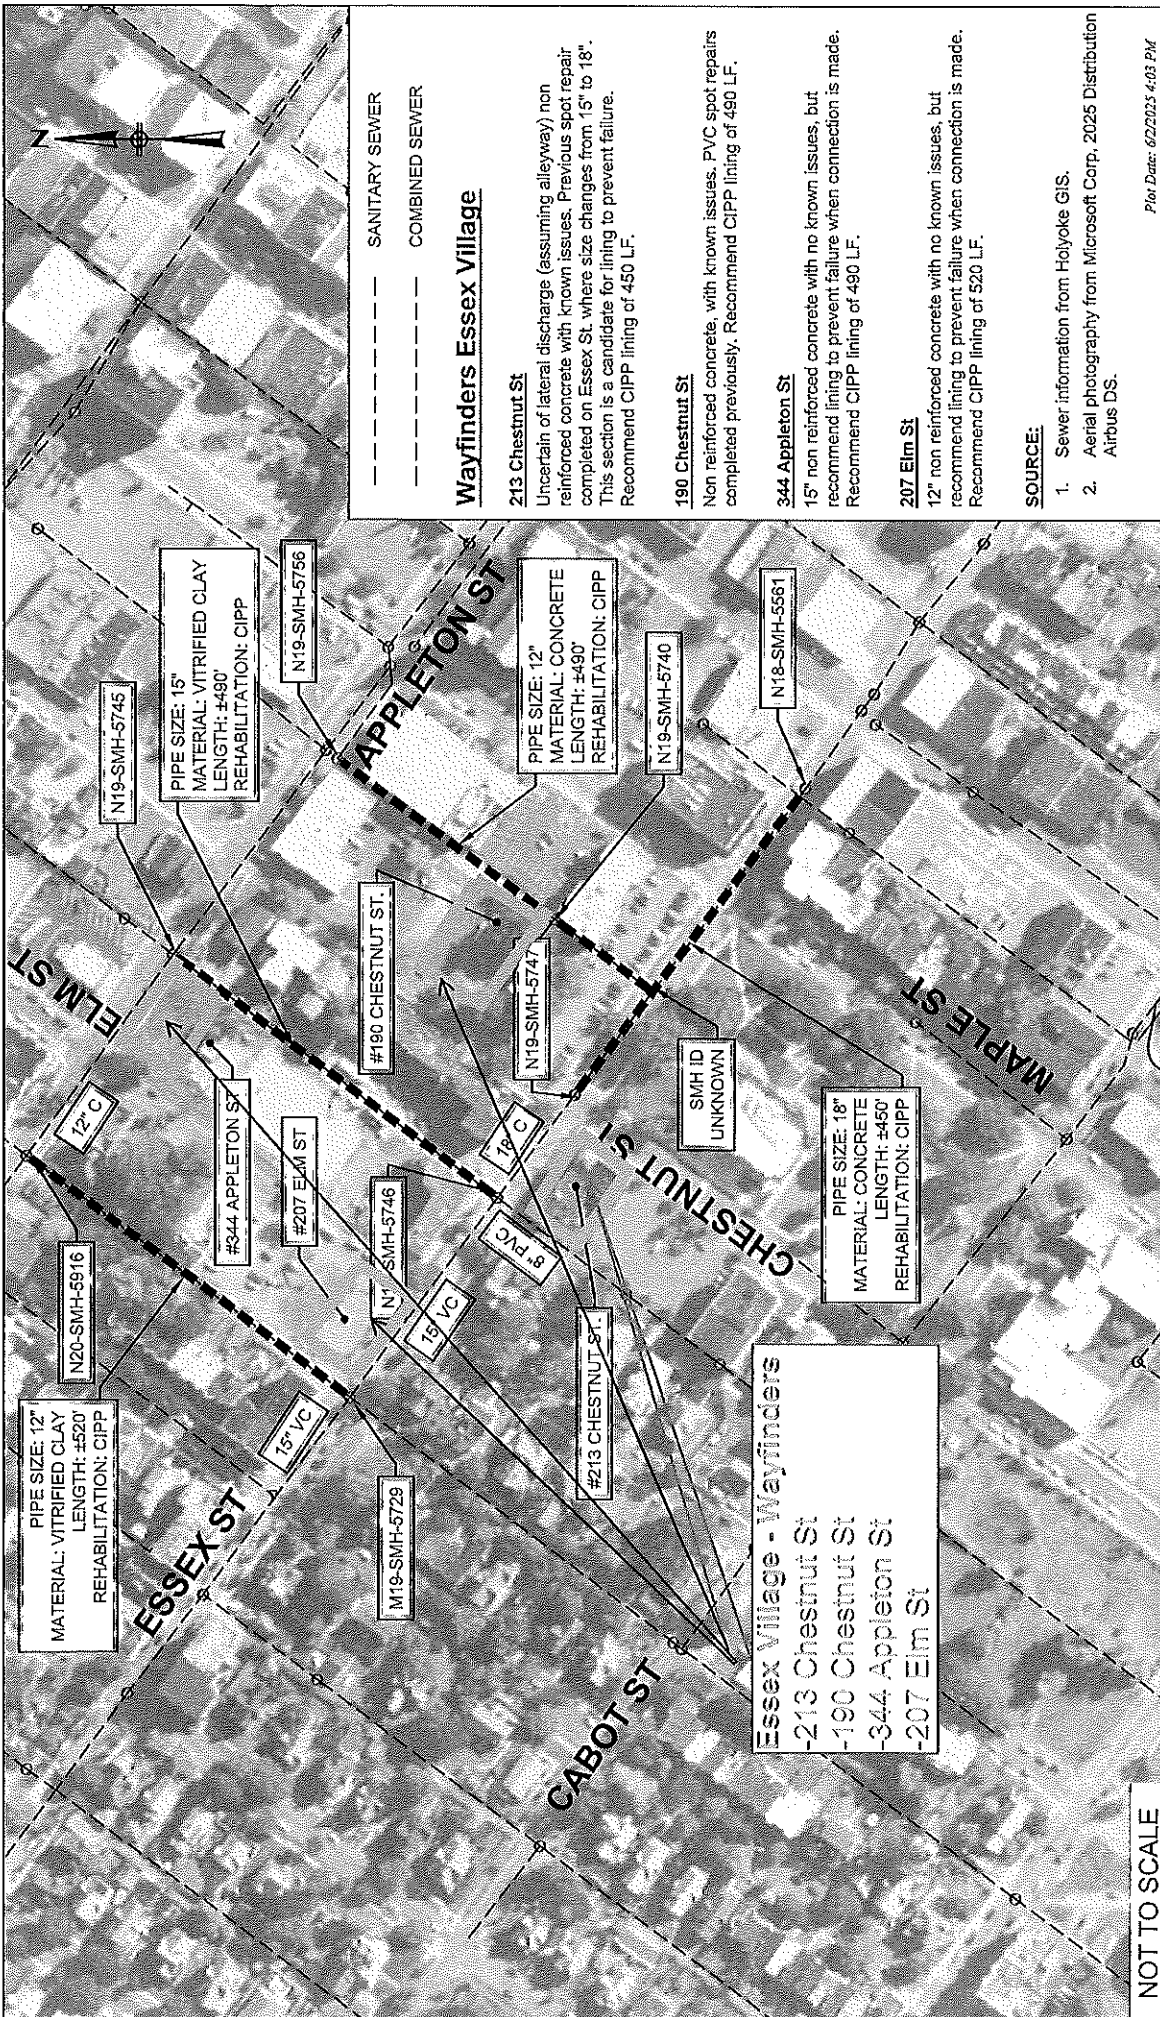 PIPE SIZE: 12"
MATERIAL: VITRIFIED CLAY
LENGTH: ±520'
REHABILITATION: CIPP
N20-SMH-5916
12" C
ELM ST
N19-SMH-5745
PIPE SIZE: 15"
MATERIAL: VITRIFIED CLAY
LENGTH: ±490'
REHABILITATION: CIPP
N19-SMH-5756
ESSEX ST
15" VC
#344 APPLETON ST
#207 ELM ST
#190 CHESTNUT ST.
APPLETON ST
M19-SMH-5729
N1 SMH-5746
15" VC
8" PVC
18" C
N19-SMH-5747
PIPE SIZE: 12"
MATERIAL: CONCRETE
LENGTH: ±490'
REHABILITATION: CIPP
N19-SMH-5740
#213 CHESTNUT ST.
CHESTNUT ST
SMH ID
UNKNOWN
N18-SMH-5561
CABOT ST
MAPLE ST
PIPE SIZE: 18"
MATERIAL: CONCRETE
LENGTH: ±450'
REHABILITATION: CIPP
Essex Village - Wayfinders
-213 Chestnut St
-190 Chestnut St
-344 Appleton St
-207 Elm St
NOT TO SCALE
N
SANITARY SEWER
COMBINED SEWER
Wayfinders Essex Village
213 Chestnut St
Uncertain of lateral discharge (assuming alleyway) non
reinforced concrete with known issues. Previous spot repair
completed on Essex St. where size changes from 15" to 18".
This section is a candidate for lining to prevent failure.
Recommend CIPP lining of 450 LF.
190 Chestnut St
Non reinforced concrete, with known issues. PVC spot repairs
completed previously. Recommend CIPP lining of 490 LF.
344 Appleton St
15" non reinforced concrete with no known issues, but
recommend lining to prevent failure when connection is made.
Recommend CIPP lining of 490 LF.
207 Elm St
12" non reinforced concrete with no known issues, but
recommend lining to prevent failure when connection is made.
Recommend CIPP lining of 520 LF.
SOURCE:
1. Sewer information from Holyoke GIS.
2. Aerial photography from Microsoft Corp, 2025 Distribution
Airbus DS.
Plot Date: 6/2/2025 4:03 PM